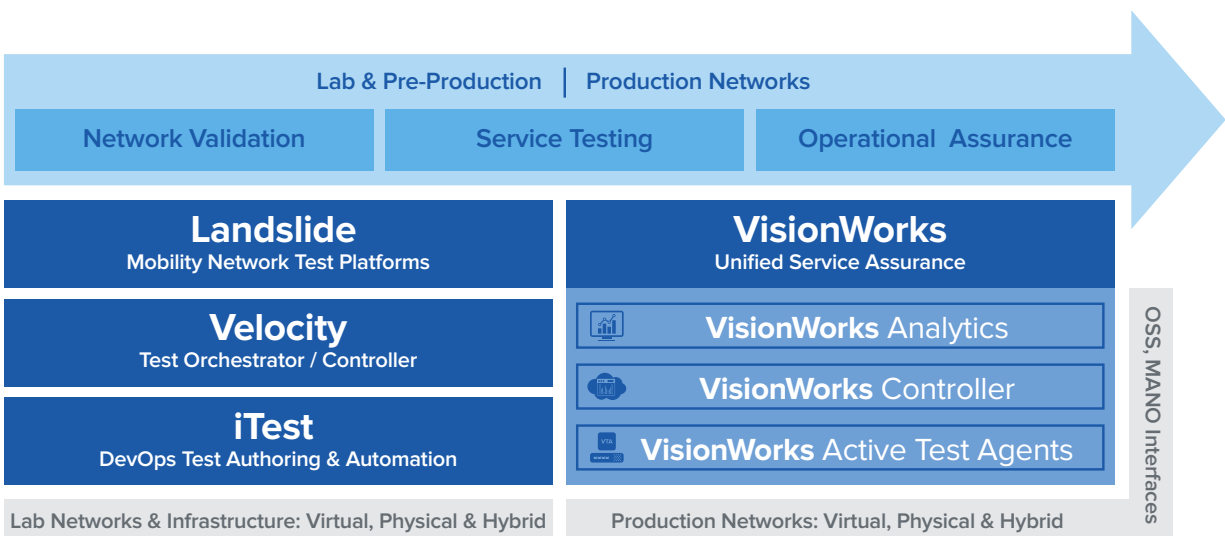 Lab & Pre-Production | Production Networks
Network Validation
Service Testing
Operational Assurance
Landslide
Mobility Network Test Platforms
Velocity
Test Orchestrator / Controller
iTest
DevOps Test Authoring & Automation
Lab Networks & Infrastructure: Virtual, Physical & Hybrid
VisionWorks
Unified Service Assurance
VisionWorks Analytics
VisionWorks Controller
VTA
VisionWorks Active Test Agents
Production Networks: Virtual, Physical & Hybrid
OSS, MANO Interfaces